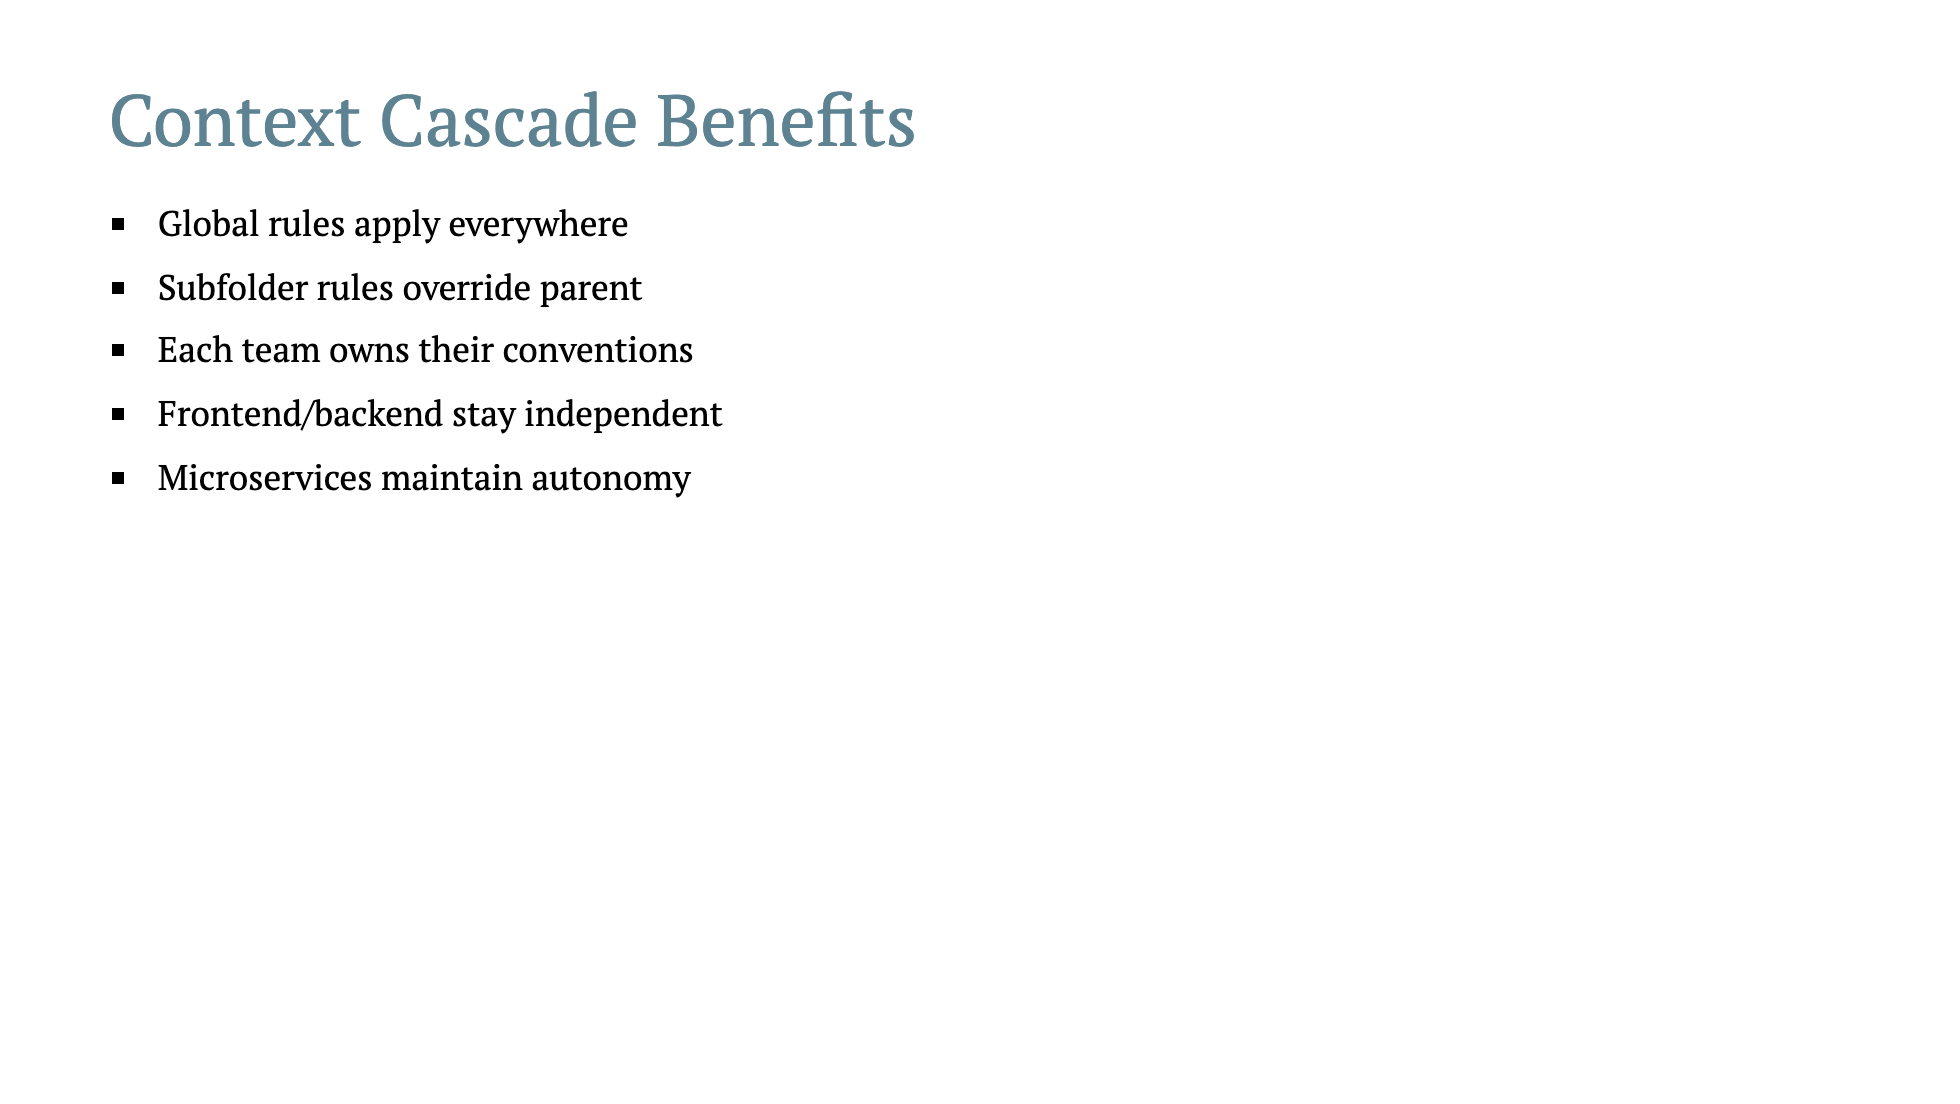 Context Cascade Benefits
▪ Global rules apply everywhere
▪ Subfolder rules override parent
▪ Each team owns their conventions
▪ Frontend/backend stay independent
▪ Microservices maintain autonomy